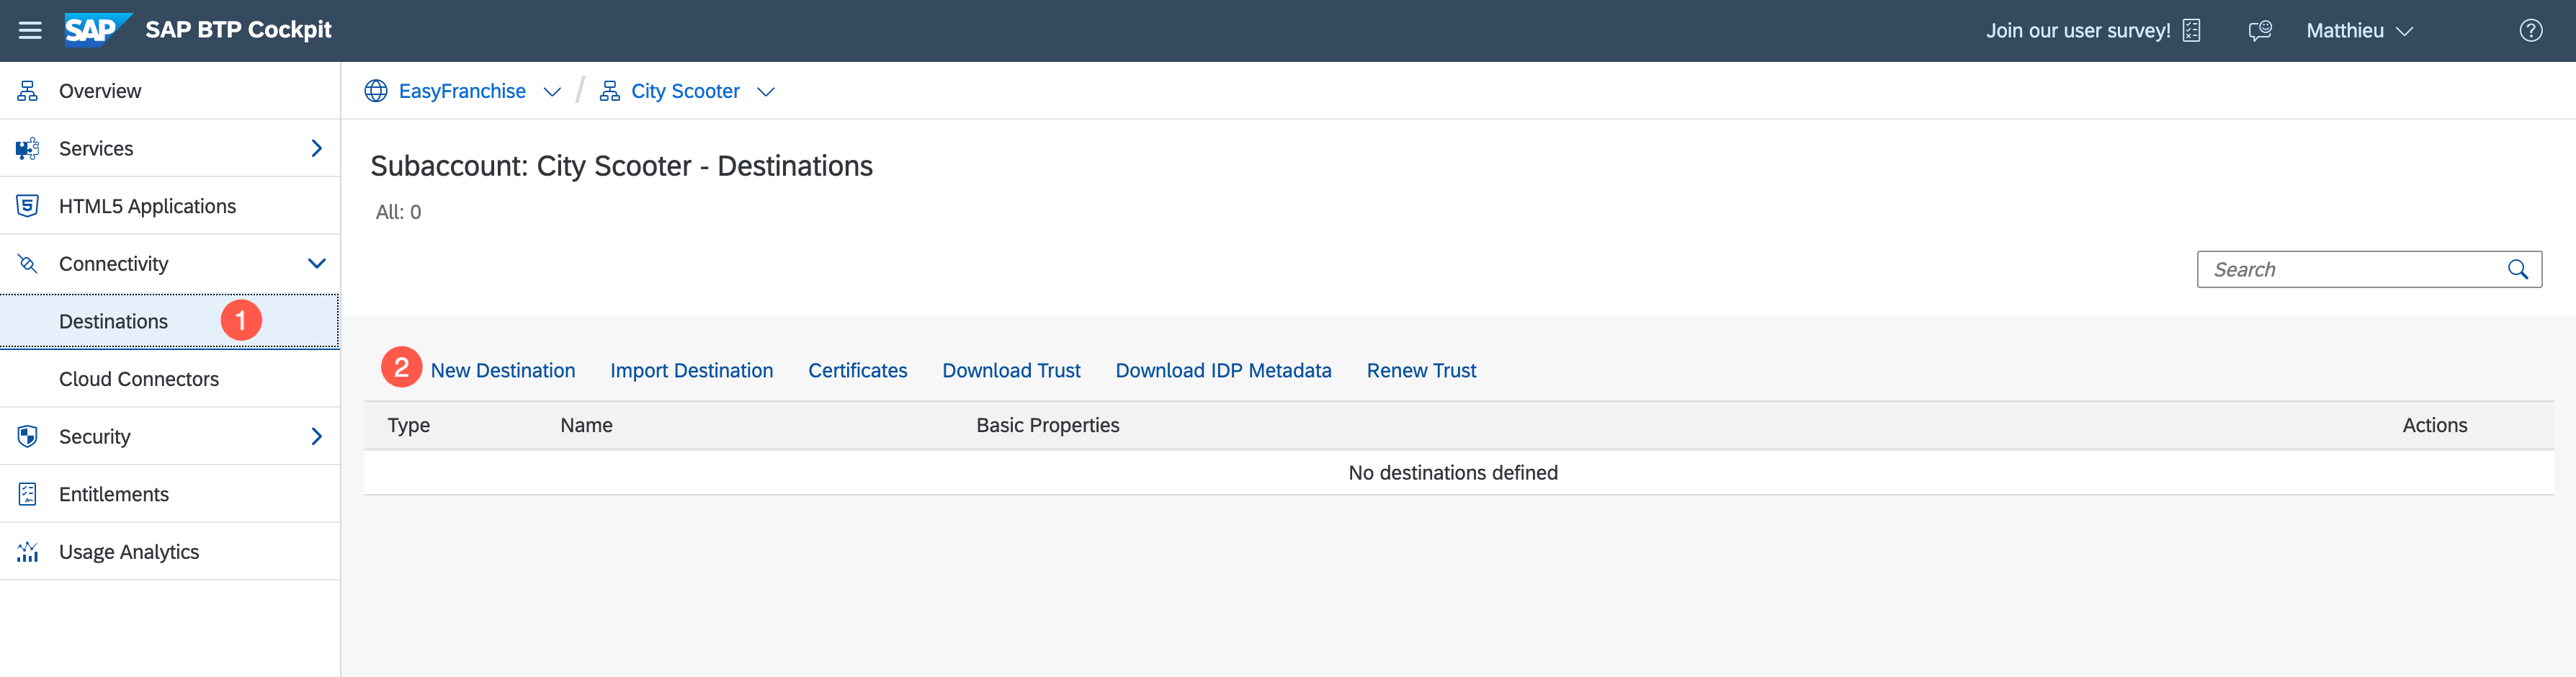 SAP SAP BTP Cockpit Join our user survey! Matthieu ?
Overview
Services
5 HTML5 Applications
Connectivity
Destinations 1
Cloud Connectors
Security
Entitlements
Usage Analytics
EasyFranchise / City Scooter
Subaccount: City Scooter - Destinations
All: 0
Search
2 New Destination Import Destination Certificates Download Trust Download IDP Metadata Renew Trust
Type Name Basic Properties Actions
No destinations defined